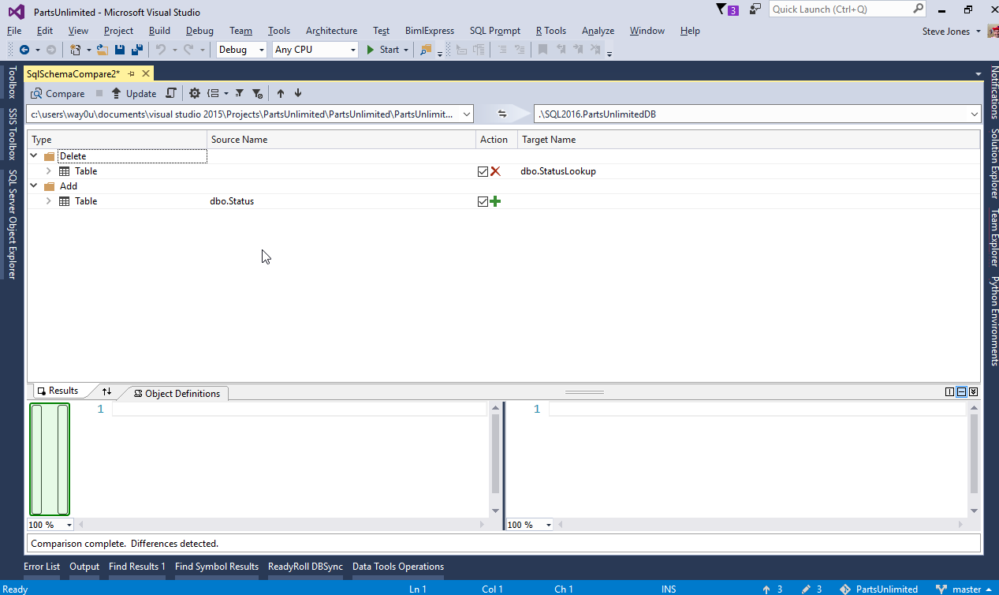 PartsUnlimited - Microsoft Visual Studio
3
Quick Launch (Ctrl+Q)
File Edit View Project Build Debug Team Tools Architecture Test BimlExpress SQL Prompt R Tools Analyze Window Help
Steve Jones
Debug Any CPU Start
SqlSchemaCompare2*
Compare Update
c:\users\way0u\documents\visual studio 2015\Projects\PartsUnlimited\PartsUnlimited\PartsUnlimit...
.\SQL2016.PartsUnlimitedDB
Type Source Name Action Target Name
Delete
Table dbo.StatusLookup
Add
Table dbo.Status
Toolbox
SSIS Toolbox
SQL Server Object Explorer
Notifications
Solution Explorer
Team Explorer
Python Environments
Results Object Definitions
1
1
100 %
100 %
Comparison complete. Differences detected.
Error List Output Find Results 1 Find Symbol Results ReadyRoll DBSync Data Tools Operations
Ready Ln 1 Col 1 Ch 1 INS 3 3 PartsUnlimited master